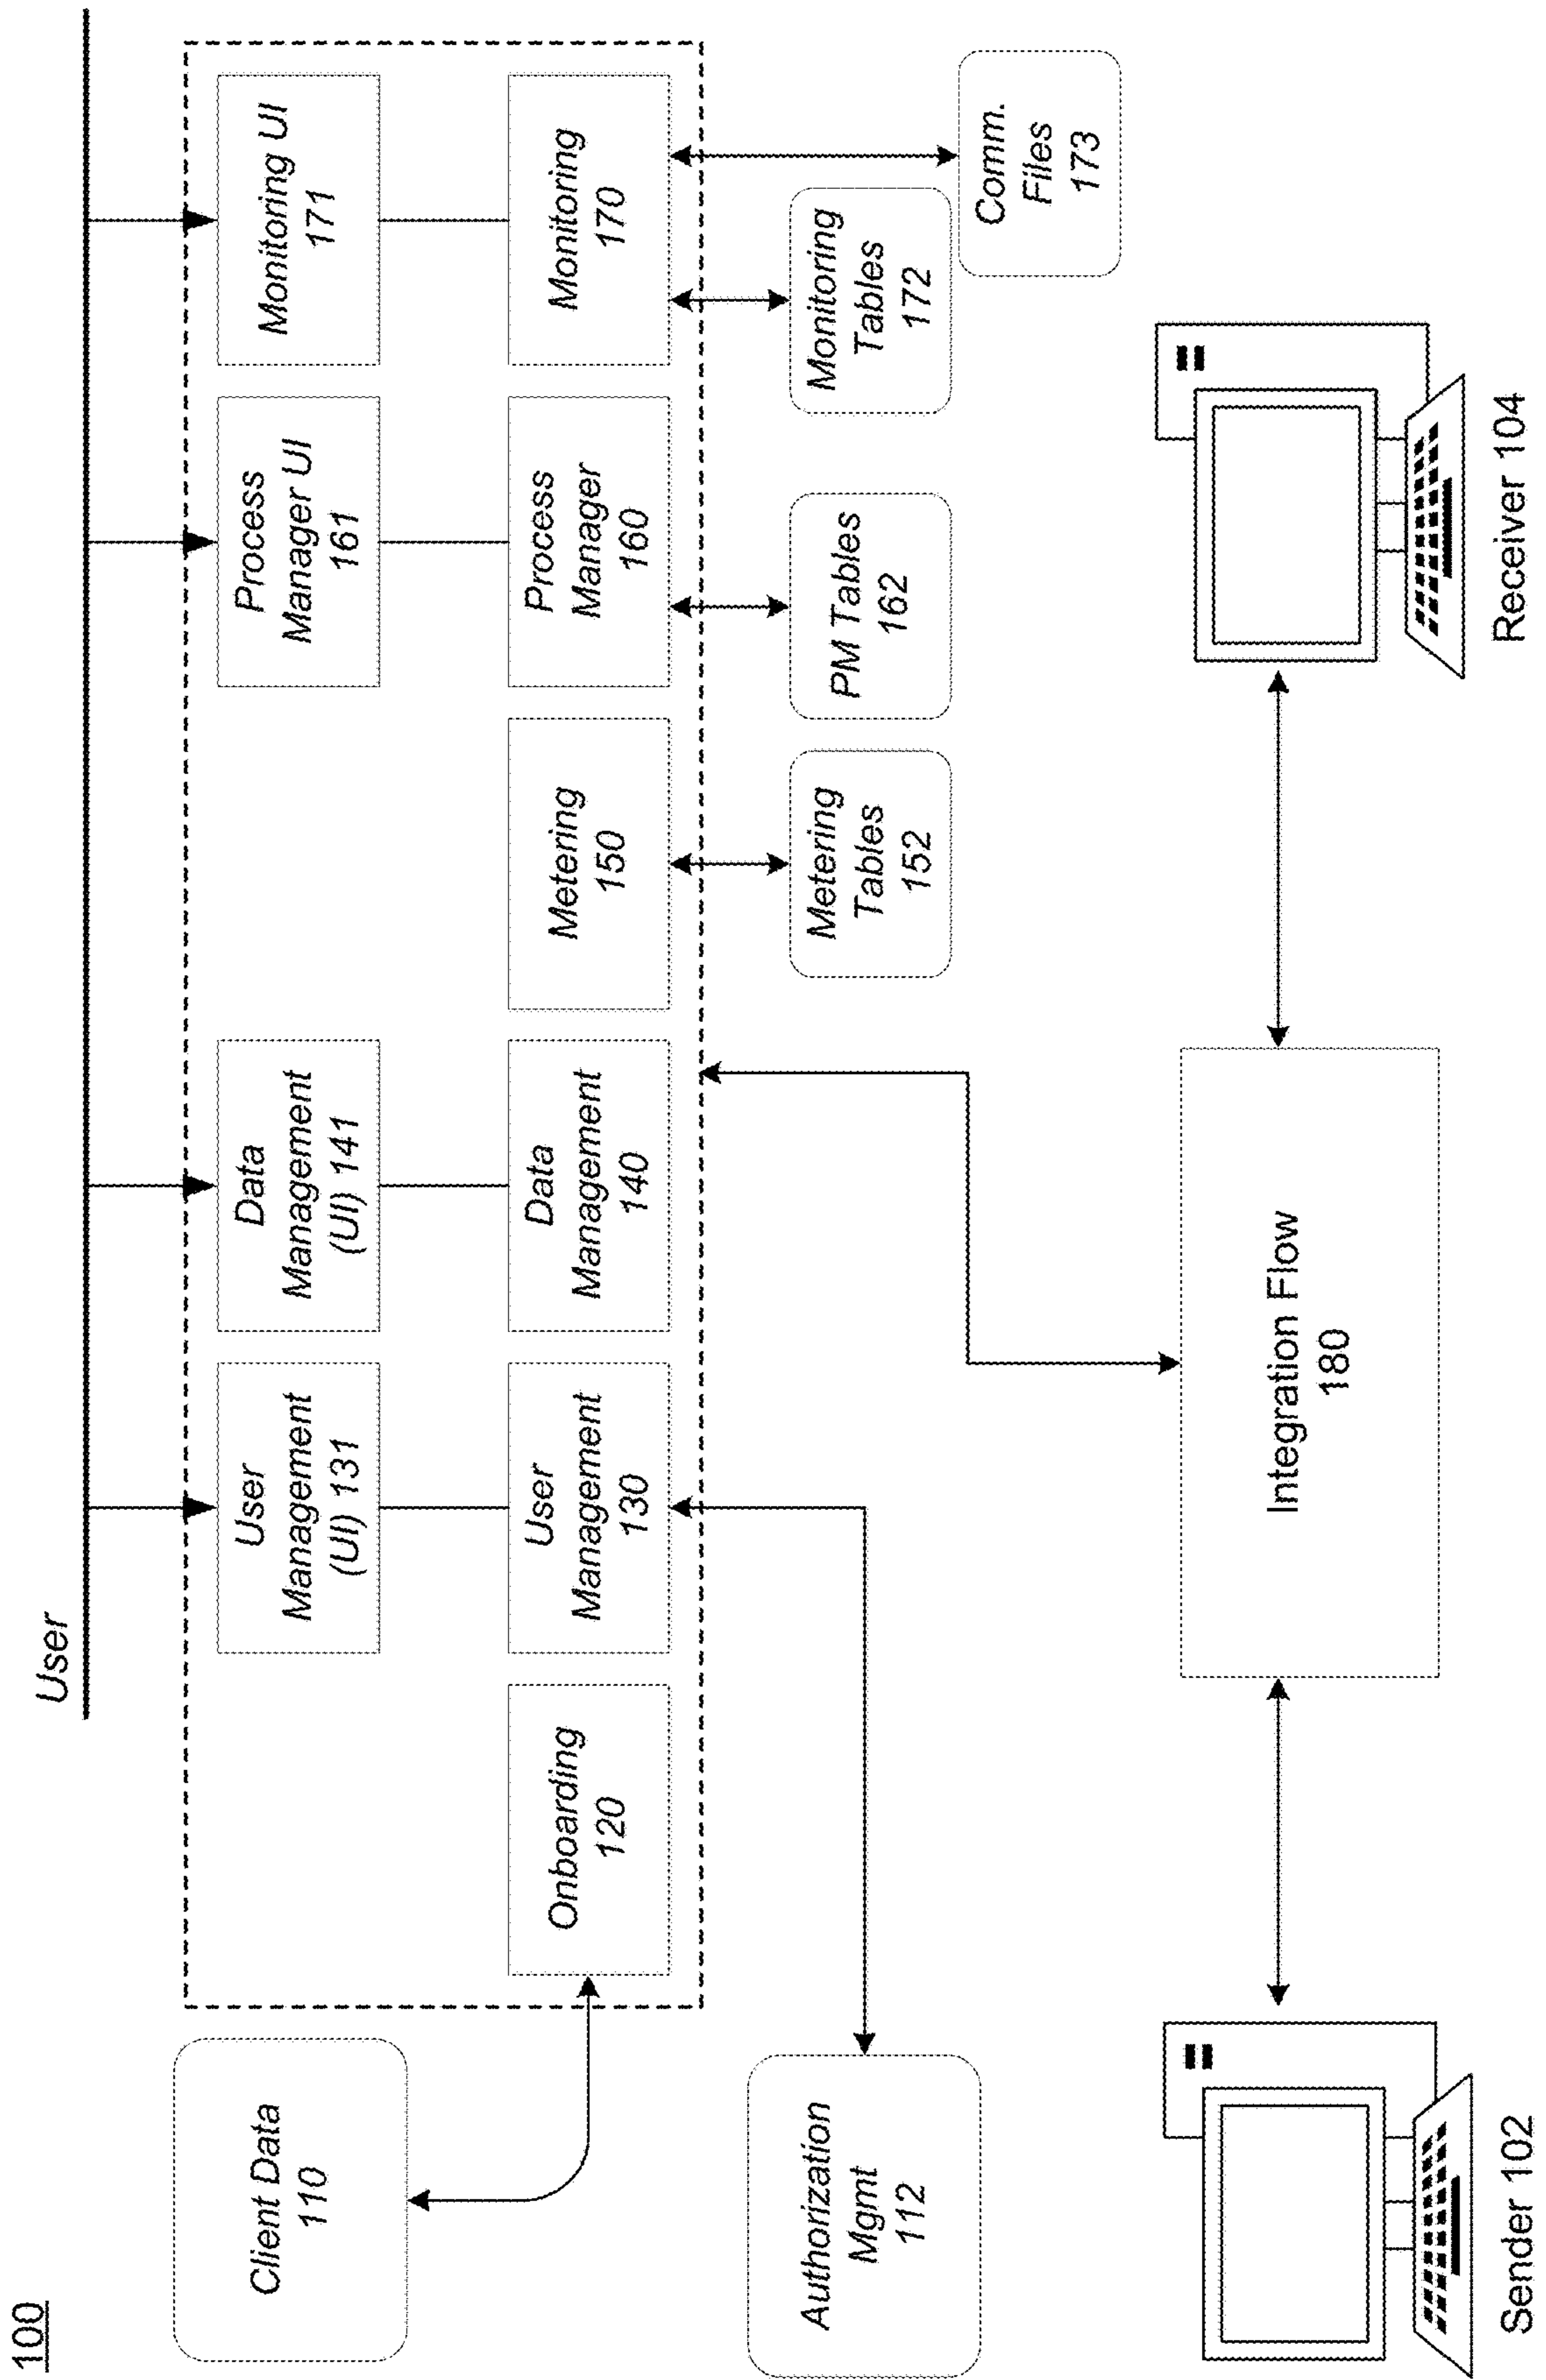 100
User
Client Data
110
User
Management
(UI) 131
Data
Management
(UI) 141
Process
Manager UI
161
Monitoring UI
171
Onboarding
120
User
Management
130
Data
Management
140
Metering
150
Process
Manager
160
Monitoring
170
Authorization
Mgmt
112
Metering
Tables
152
PM Tables
162
Monitoring
Tables
172
Comm.
Files
173
Integration Flow
180
Sender 102
Receiver 104